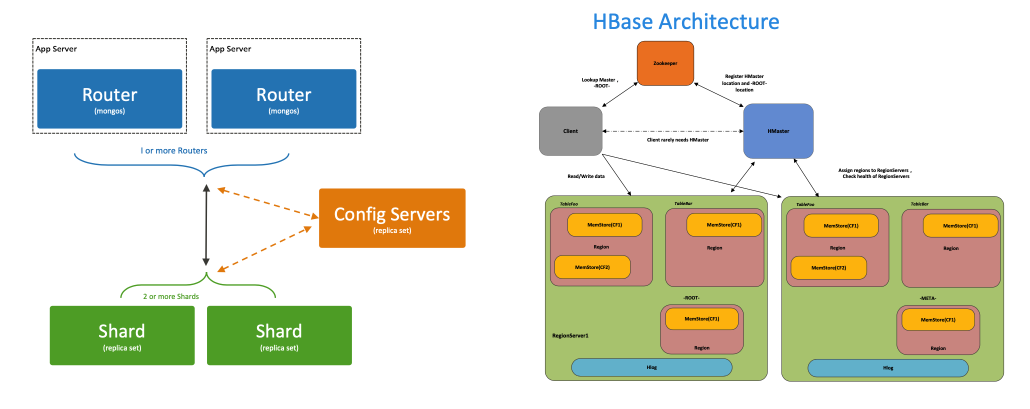 App Server
App Server
Router
(mongos)
Router
(mongos)
1 or more Routers
Config Servers
(replica set)
2 or more Shards
Shard
(replica set)
Shard
(replica set)
HBase Architecture
Zookeeper
Lookup Master ,
-ROOT-
Register HMaster
location and -ROOT-
location
Client
HMaster
Client rarely needs HMaster
Read/Write data
Assign regions to RegionServers ,
Check health of RegionServers
TableFoo
TableBar
MemStore(CF1)
MemStore(CF1)
Region
Region
MemStore(CF2)
-ROOT-
MemStore(CF1)
RegionServer1
Region
Hlog
TableFoo
TableBar
MemStore(CF1)
MemStore(CF1)
Region
Region
MemStore(CF2)
-META-
MemStore(CF1)
Region
Hlog